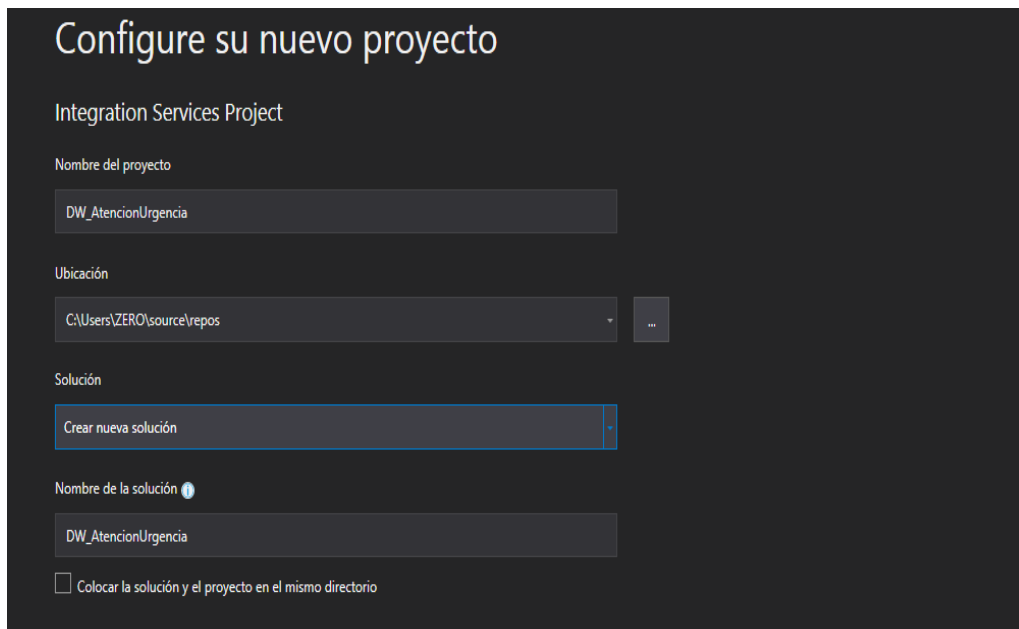 Configure su nuevo proyecto
Integration Services Project
Nombre del proyecto
DW_AtencionUrgencia
Ubicación
C:\Users\ZERO\source\repos
...
Solución
Crear nueva solución
Nombre de la solución
DW_AtencionUrgencia
Colocar la solución y el proyecto en el mismo directorio